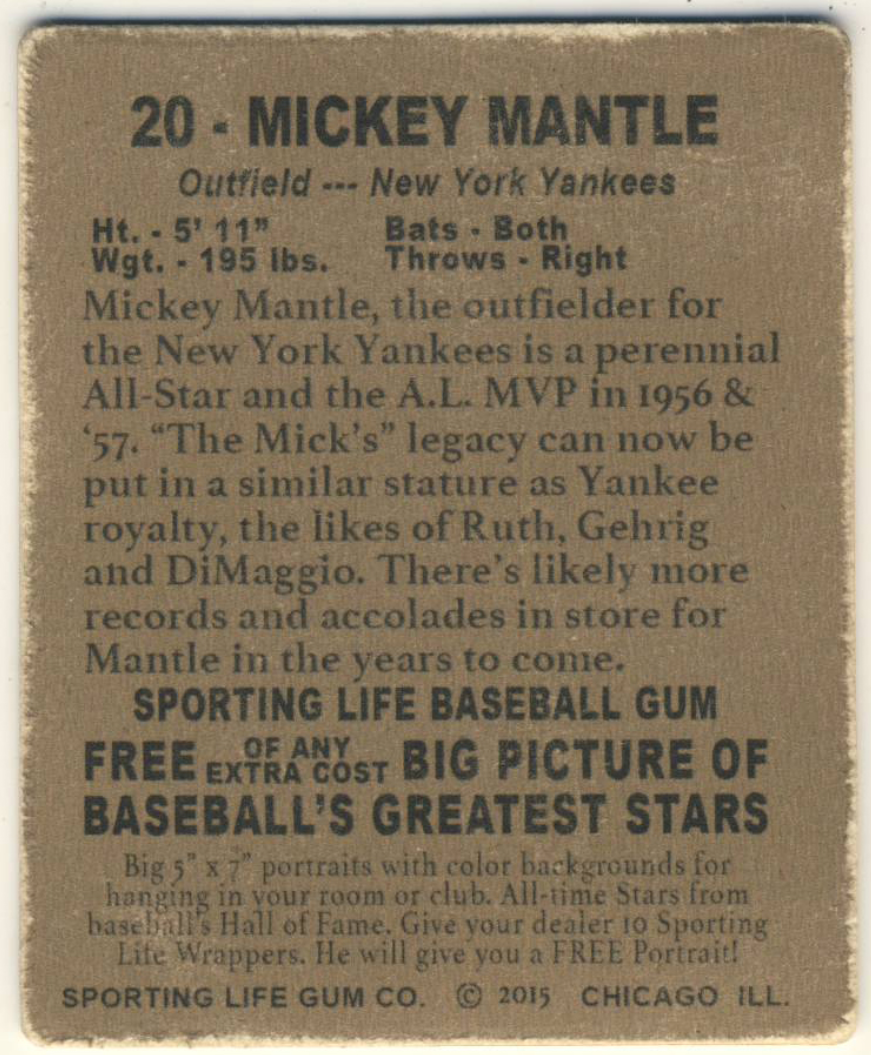 20 - MICKEY MANTLE
Outfield --- New York Yankees
Ht. - 5' 11" Bats - Both
Wgt. - 195 lbs. Throws - Right
Mickey Mantle, the outfielder for
the New York Yankees is a perennial
All-Star and the A.L. MVP in 1956 &
‘57. “The Mick’s” legacy can now be
put in a similar stature as Yankee
royalty, the likes of Ruth, Gehrig
and DiMaggio. There’s likely more
records and accolades in store for
Mantle in the years to come.
SPORTING LIFE BASEBALL GUM
FREE OF ANY EXTRA COST BIG PICTURE OF
BASEBALL'S GREATEST STARS
Big 5" x 7" portraits with color backgrounds for
hanging in your room or club. All-time Stars from
baseball's Hall of Fame. Give your dealer 10 Sporting
Life Wrappers. He will give you a FREE Portrait!
SPORTING LIFE GUM CO. © 2015 CHICAGO ILL.